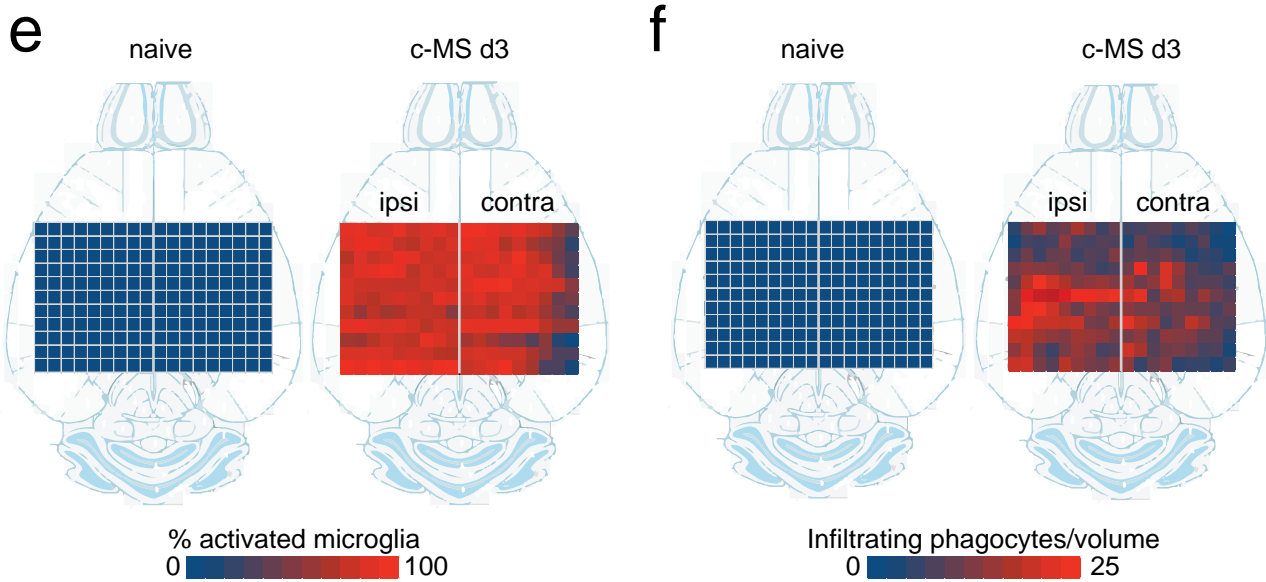 e
naive
c-MS d3
ipsi
contra
% activated microglia
0
100
f
naive
c-MS d3
ipsi
contra
Infiltrating phagocytes/volume
0
25